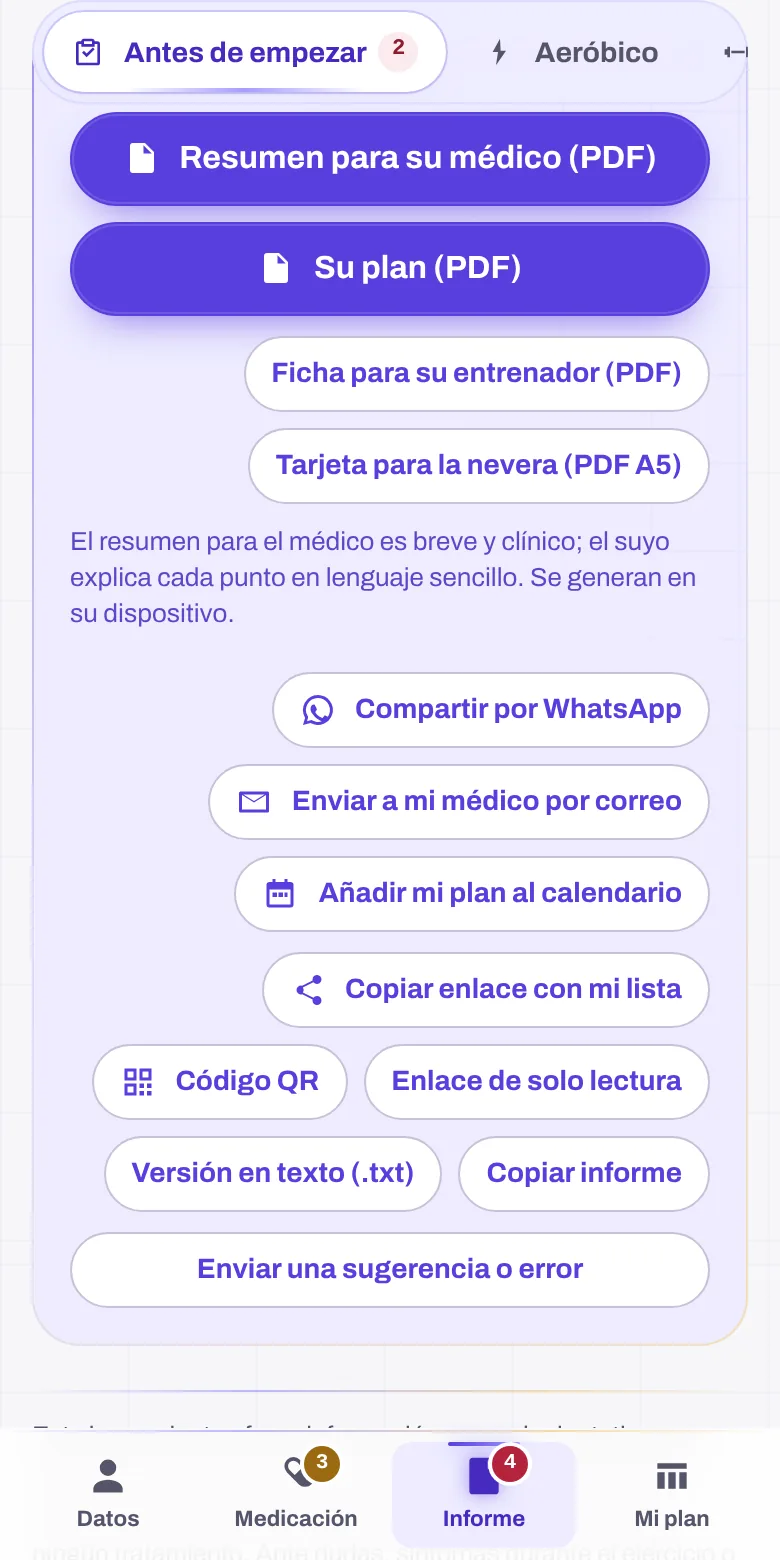 Antes de empezar 2 Aeróbico
Resumen para su médico (PDF)
Su plan (PDF)
Ficha para su entrenador (PDF)
Tarjeta para la nevera (PDF A5)
El resumen para el médico es breve y clínico; el suyo
explica cada punto en lenguaje sencillo. Se generan en
su dispositivo.
Compartir por WhatsApp
Enviar a mi médico por correo
Añadir mi plan al calendario
Copiar enlace con mi lista
Código QR Enlace de solo lectura
Versión en texto (.txt) Copiar informe
Enviar una sugerencia o error
3 4
Datos Medicación Informe Mi plan